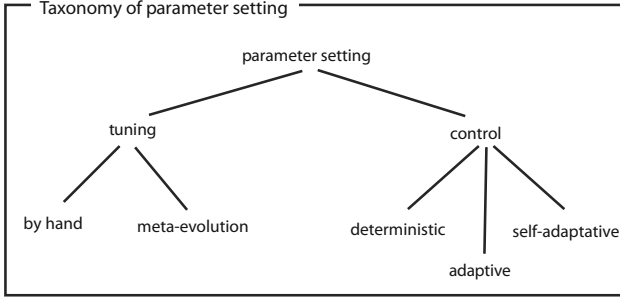 Taxonomy of parameter setting
parameter setting
tuning
control
by hand
meta-evolution
deterministic
self-adaptative
adaptive